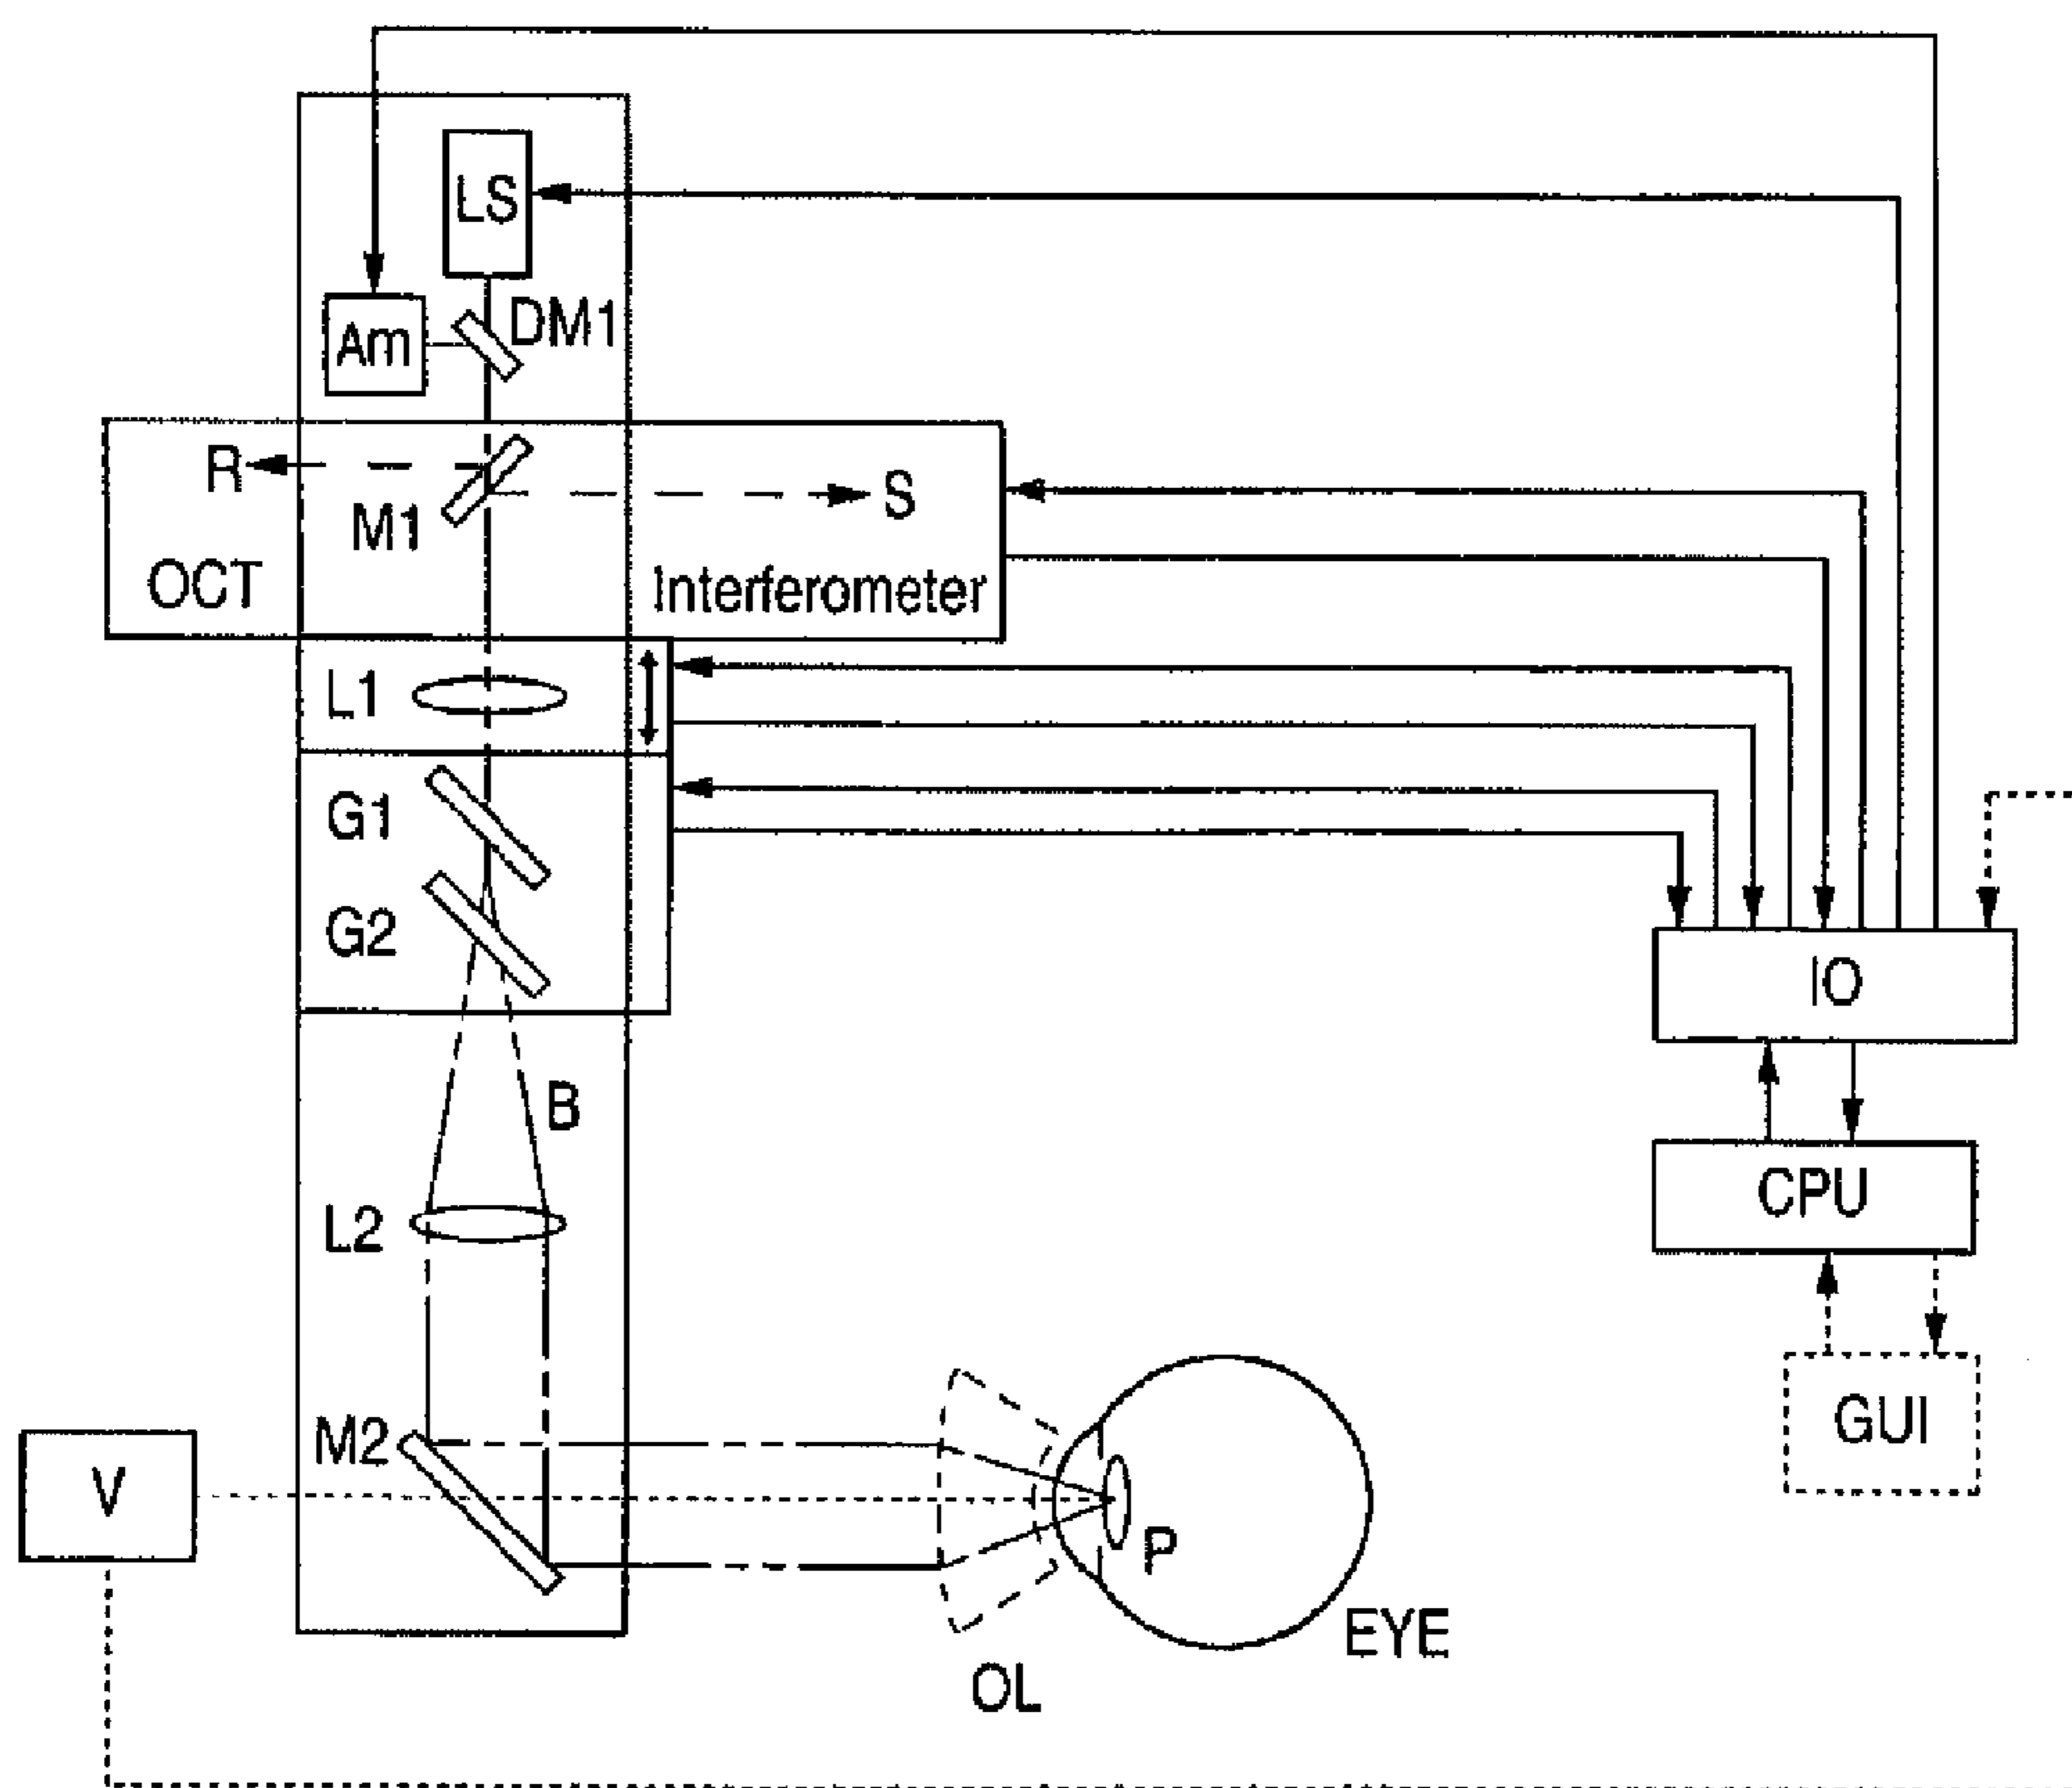 LS
DM1
Am
R
S
M1
OCT
Interferometer
L1
G1
G2
IO
B
CPU
L2
GUI
M2
V
P
EYE
OL